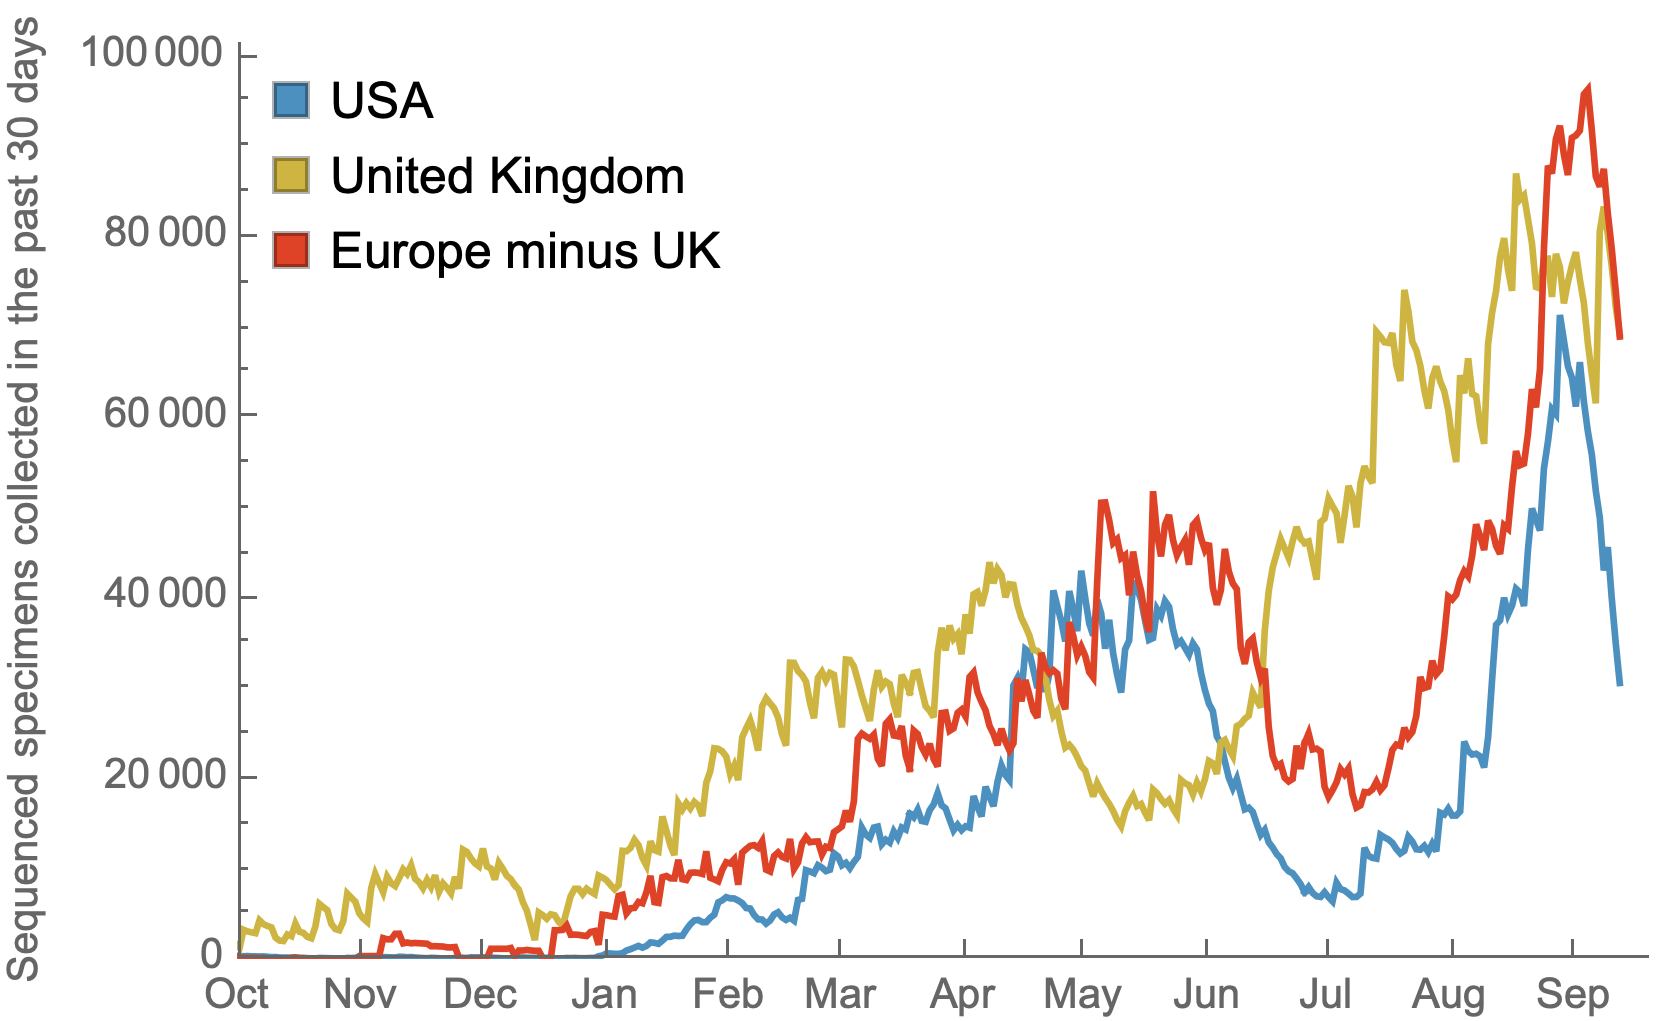 Sequenced specimens collected in the past 30 days
100 000
80 000
60 000
40 000
20 000
0
USA
United Kingdom
Europe minus UK
Oct Nov Dec Jan Feb Mar Apr May Jun Jul Aug Sep